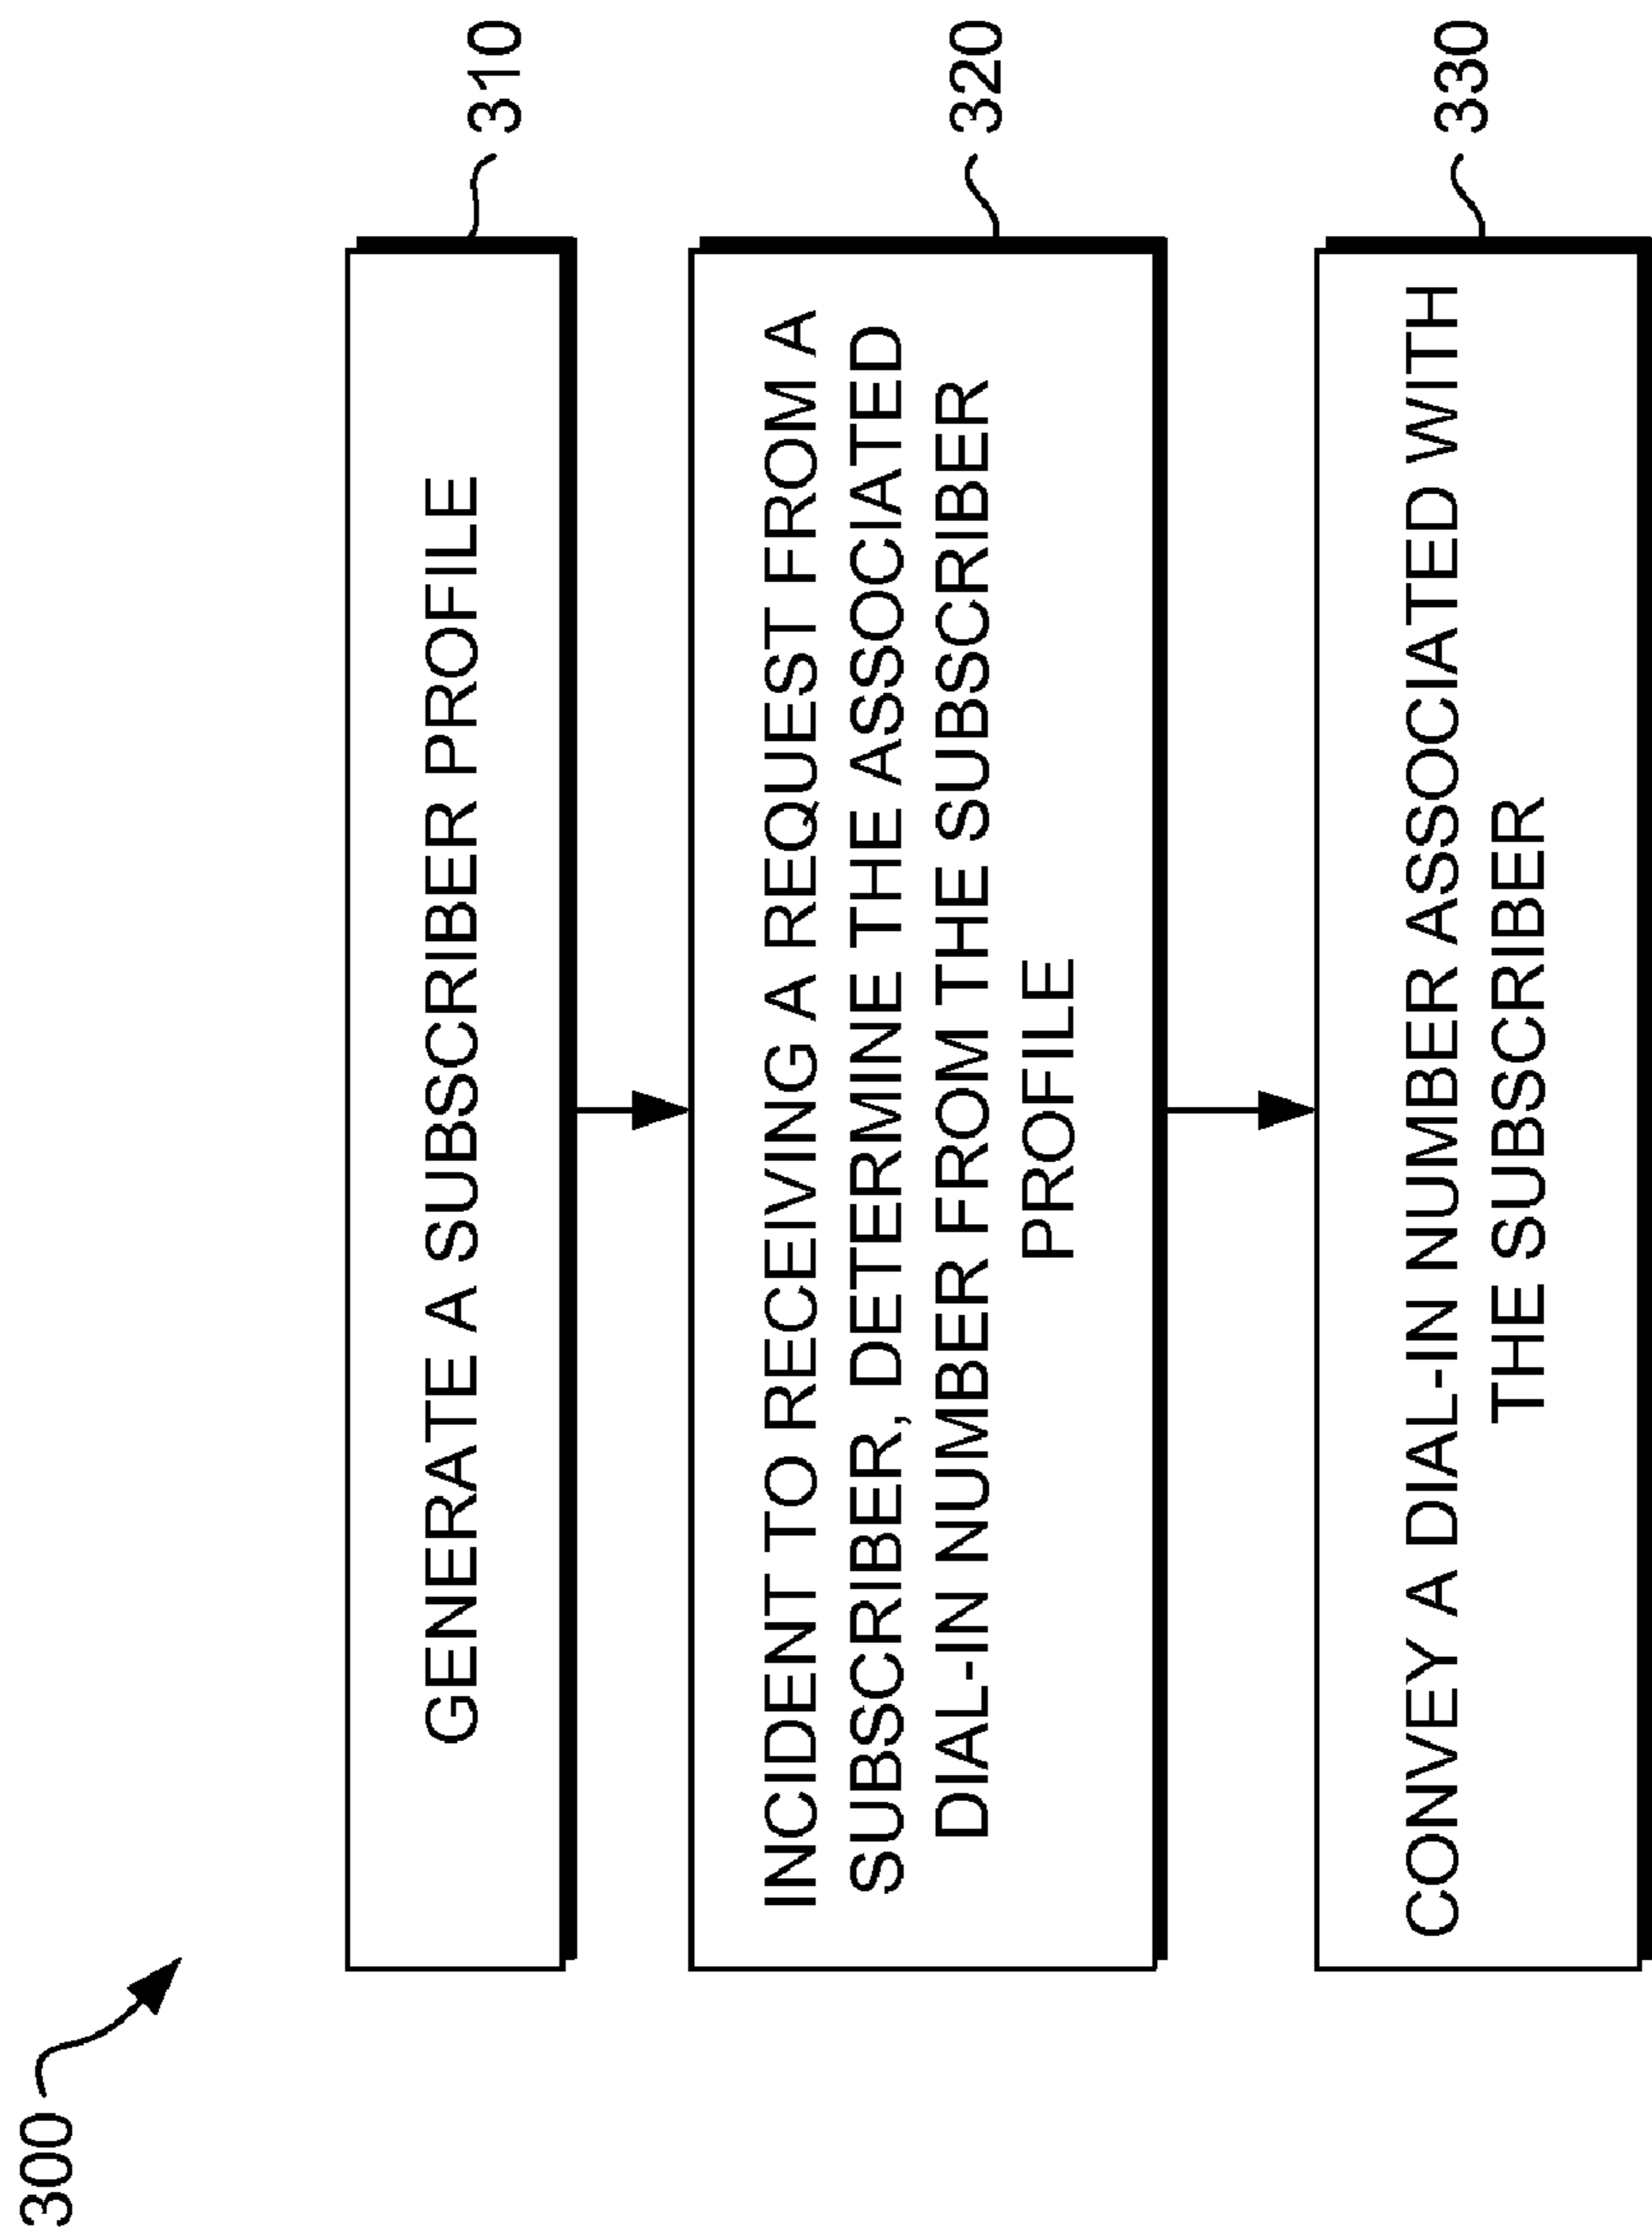 300
GENERATE A SUBSCRIBER PROFILE
310
INCIDENT TO RECEIVING A REQUEST FROM A
SUBSCRIBER, DETERMINE THE ASSOCIATED
DIAL-IN NUMBER FROM THE SUBSCRIBER
PROFILE
320
CONVEY A DIAL-IN NUMBER ASSOCIATED WITH
THE SUBSCRIBER
330